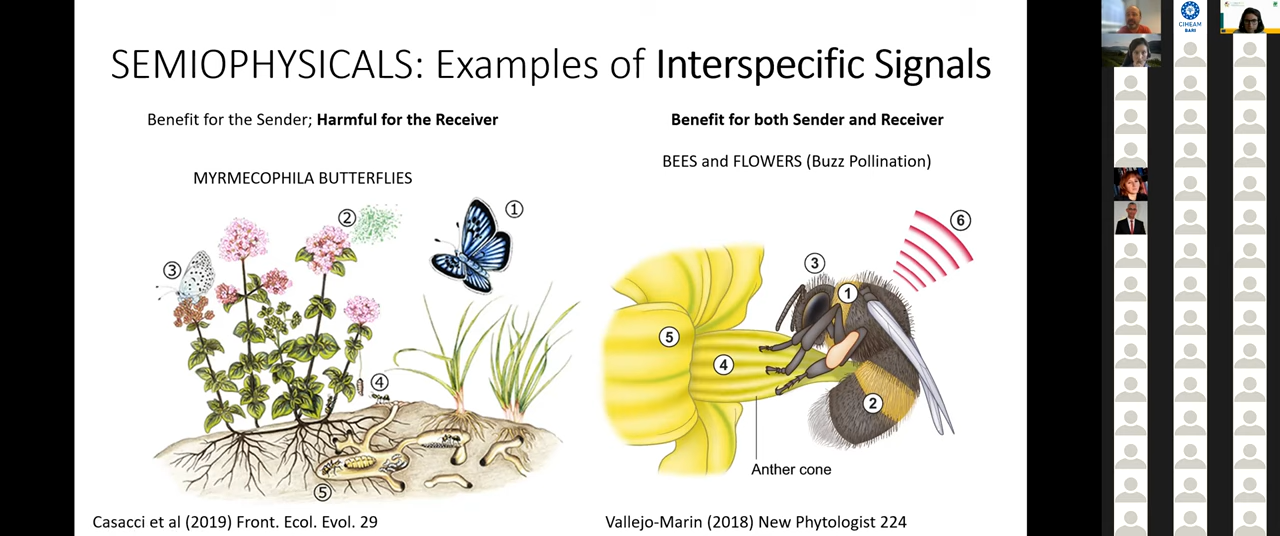 SEMIOPHYSICALS: Examples of Interspecific Signals
Benefit for the Sender; Harmful for the Receiver
MYRMECOPHILA BUTTERFLIES
①
②
③
④
⑤
Casacci et al (2019) Front. Ecol. Evol. 29
Benefit for both Sender and Receiver
BEES and FLOWERS (Buzz Pollination)
⑥
③
①
⑤
④
②
Anther cone
Vallejo-Marin (2018) New Phytologist 224
CIHEAM
BARI